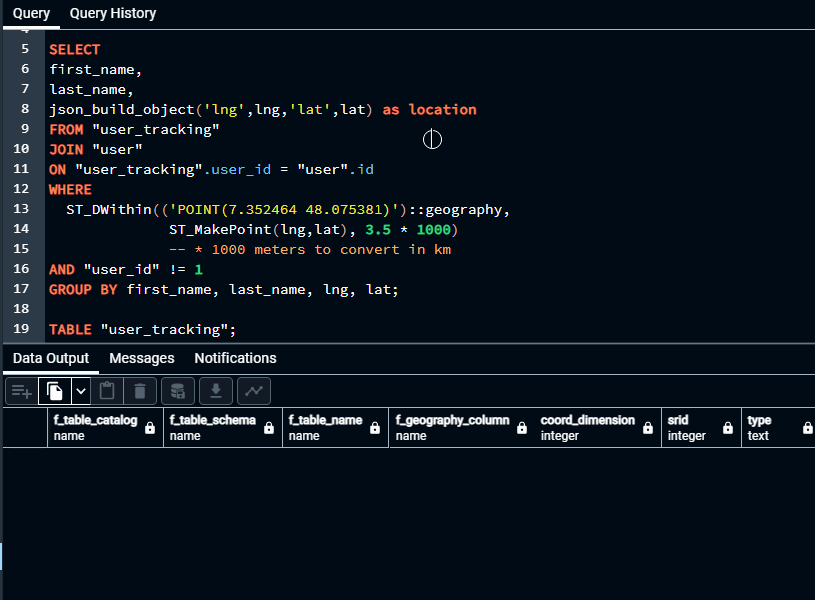 Query Query History
5 SELECT
6 first_name,
7 last_name,
8 json_build_object('lng',lng,'lat',lat) as location
9 FROM "user_tracking"
10 JOIN "user"
11 ON "user_tracking".user_id = "user".id
12 WHERE
13 ST_DWithin(('POINT(7.352464 48.075381)')::geography,
14 ST_MakePoint(lng,lat), 3.5 * 1000)
15 -- * 1000 meters to convert in km
16 AND "user_id" != 1
17 GROUP BY first_name, last_name, lng, lat;
18
19 TABLE "user_tracking";
Data Output Messages Notifications
f_table_catalog f_table_schema f_table_name f_geography_column coord_dimension srid type
name name name name integer integer text